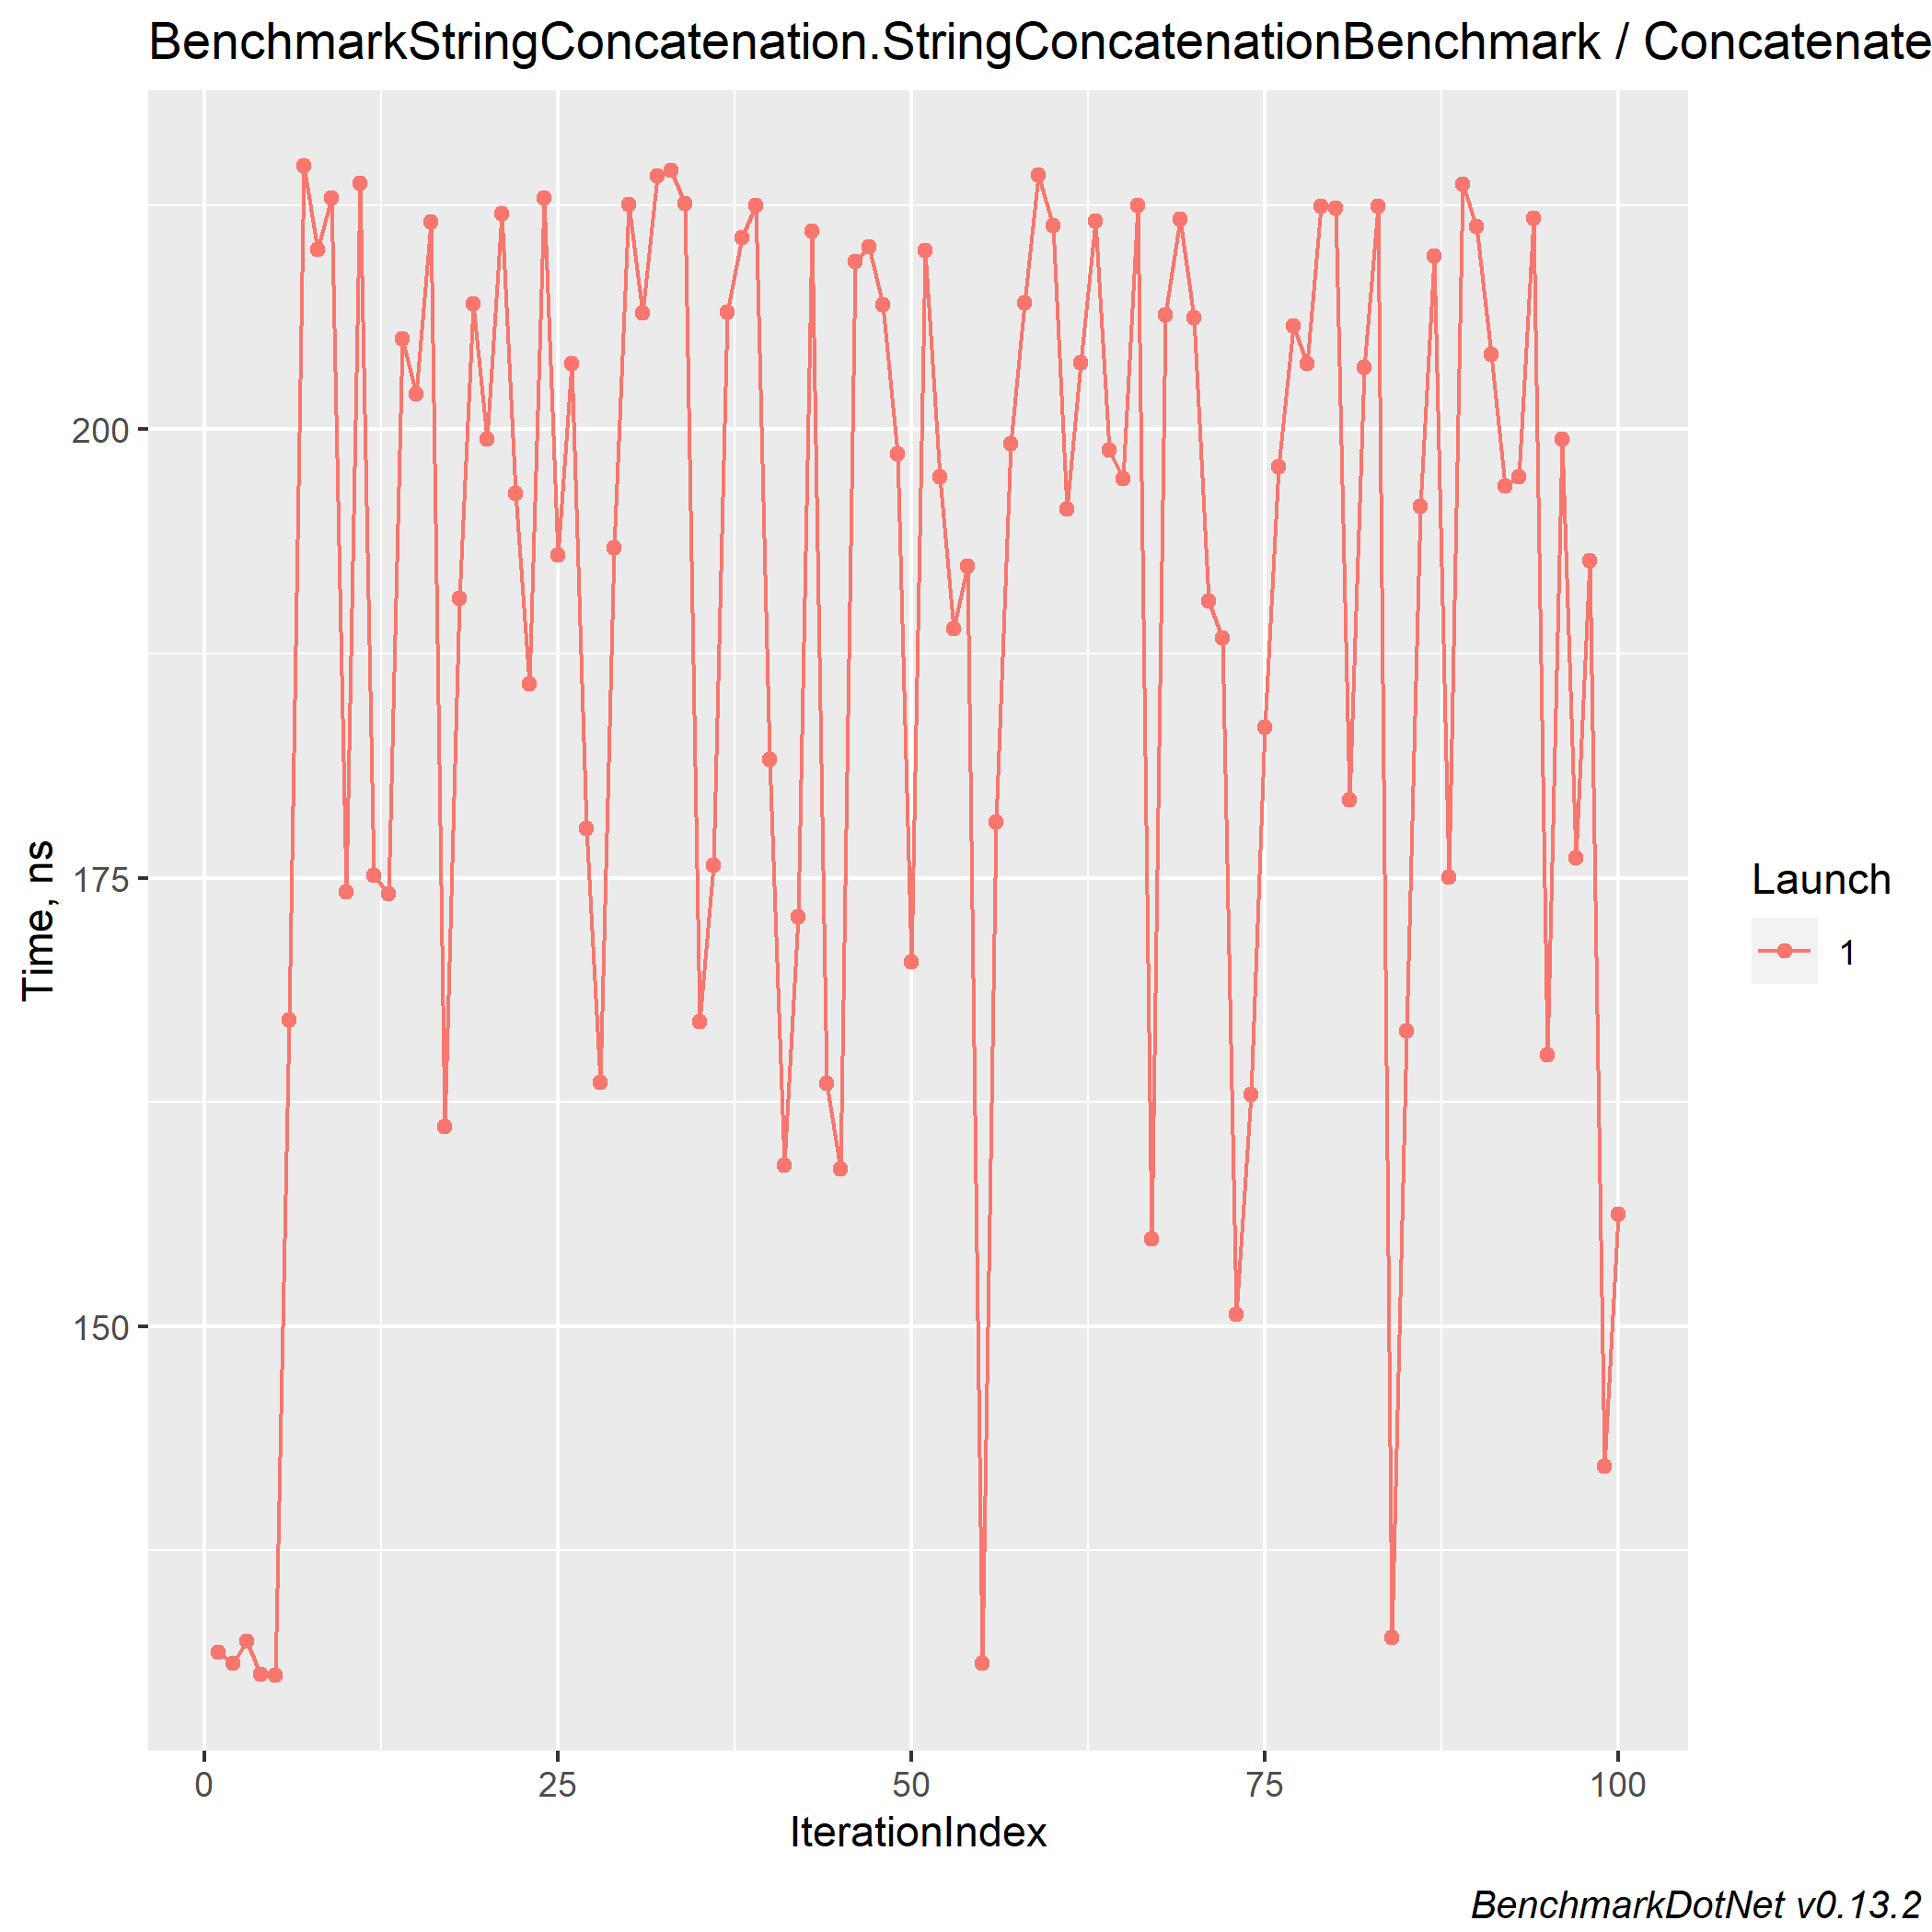 BenchmarkStringConcatenation.StringConcatenationBenchmark / Concatenate
Time, ns
200
175
150
0 25 50 75 100
IterationIndex
Launch
1
BenchmarkDotNet v0.13.2